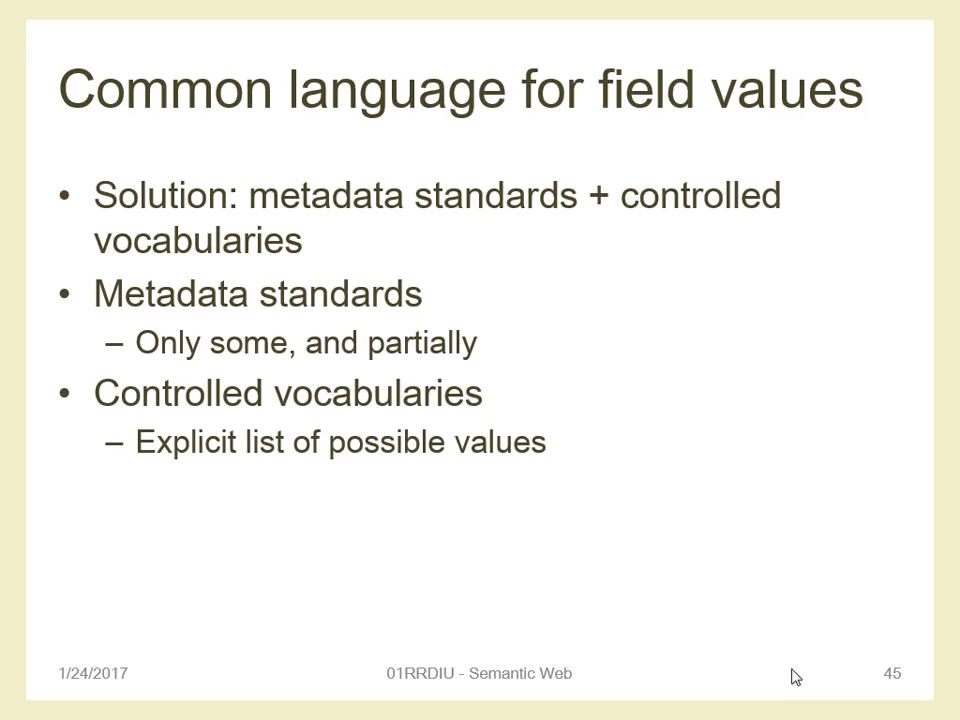 Common language for field values
• Solution: metadata standards + controlled
vocabularies
• Metadata standards
– Only some, and partially
• Controlled vocabularies
– Explicit list of possible values
1/24/2017
01RRDIU - Semantic Web
45